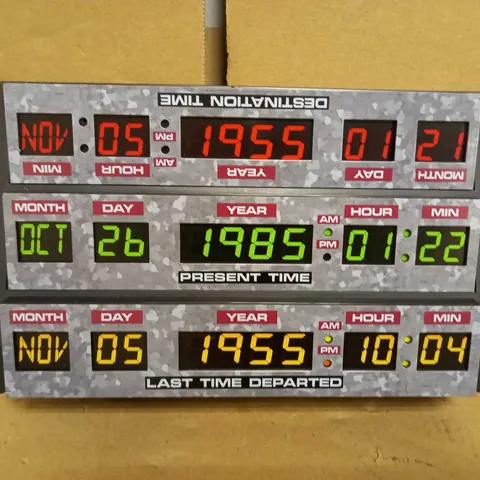 DESTINATION TIME
NOV 05 1955 01 21
PM
AM
MIN HOUR YEAR DAY MONTH
MONTH DAY YEAR AM HOUR MIN
OCT 26 1985 PM 01 22
PRESENT TIME
MONTH DAY YEAR AM HOUR MIN
NOV 05 1955 PM 10 04
LAST TIME DEPARTED